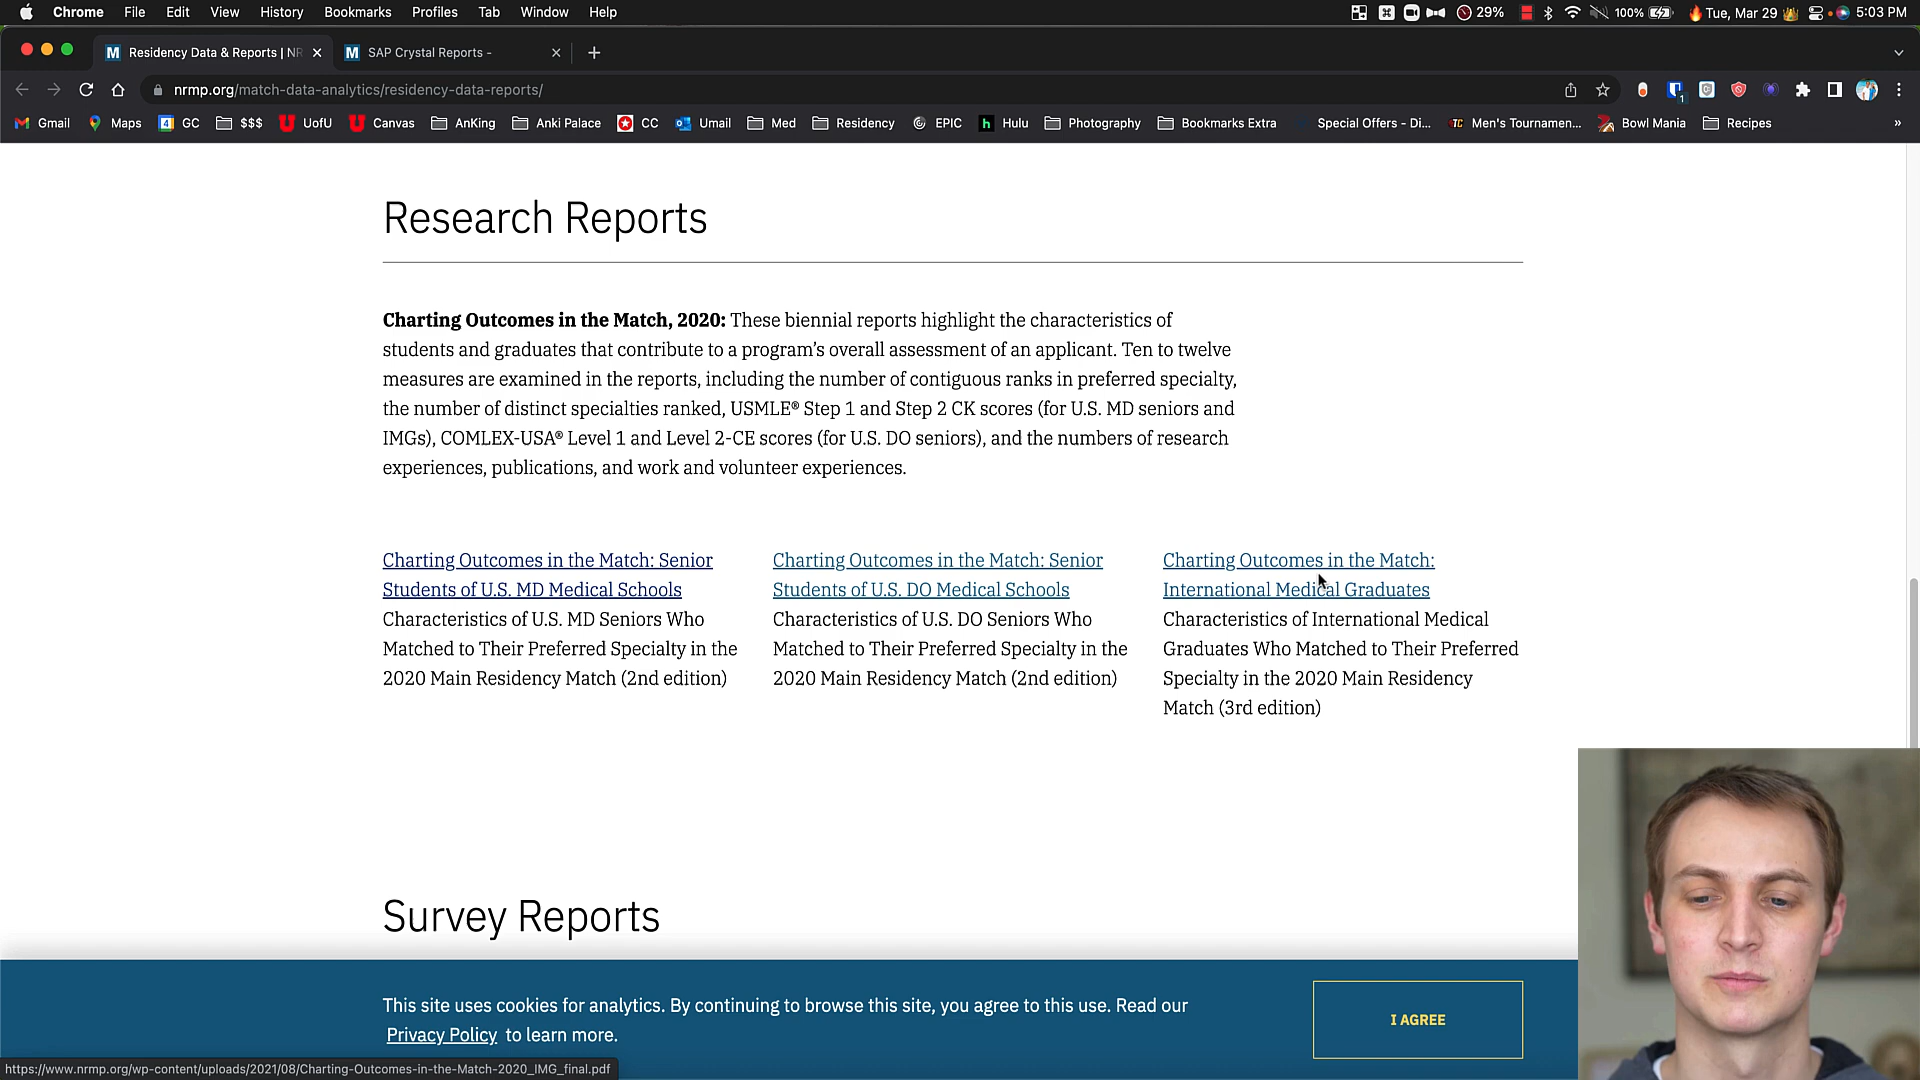 Chrome File Edit View History Bookmarks Profiles Tab Window Help 29% 100% Tue, Mar 29 5:03 PM
Residency Data & Reports | NR SAP Crystal Reports -
nrmp.org/match-data-analytics/residency-data-reports/
Gmail Maps GC $$$ UofU Canvas AnKing Anki Palace CC Umail Med Residency EPIC Hulu Photography Bookmarks Extra Special Offers - Di... Men's Tournamen... Bowl Mania Recipes »
Research Reports
Charting Outcomes in the Match, 2020: These biennial reports highlight the characteristics of
students and graduates that contribute to a program's overall assessment of an applicant. Ten to twelve
measures are examined in the reports, including the number of contiguous ranks in preferred specialty,
the number of distinct specialties ranked, USMLE® Step 1 and Step 2 CK scores (for U.S. MD seniors and
IMGs), COMLEX-USA® Level 1 and Level 2-CE scores (for U.S. DO seniors), and the numbers of research
experiences, publications, and work and volunteer experiences.
Charting Outcomes in the Match: Senior
Students of U.S. MD Medical Schools
Characteristics of U.S. MD Seniors Who
Matched to Their Preferred Specialty in the
2020 Main Residency Match (2nd edition)
Charting Outcomes in the Match: Senior
Students of U.S. DO Medical Schools
Characteristics of U.S. DO Seniors Who
Matched to Their Preferred Specialty in the
2020 Main Residency Match (2nd edition)
Charting Outcomes in the Match:
International Medical Graduates
Characteristics of International Medical
Graduates Who Matched to Their Preferred
Specialty in the 2020 Main Residency
Match (3rd edition)
Survey Reports
This site uses cookies for analytics. By continuing to browse this site, you agree to this use. Read our
Privacy Policy to learn more.
I AGREE
https://www.nrmp.org/wp-content/uploads/2021/08/Charting-Outcomes-in-the-Match-2020_IMG_final.pdf